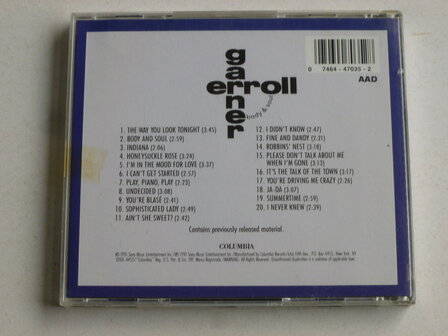 garner
erroll
body & soul
0 7464-47035-2
AAD
1. THE WAY YOU LOOK TONIGHT (3:45)
2. BODY AND SOUL (2:59)
3. INDIANA (2:06)
4. HONEYSUCKLE ROSE (3:24)
5. I'M IN THE MOOD FOR LOVE (3:37)
6. I CAN'T GET STARTED (2:57)
7. PLAY, PIANO, PLAY (2:23)
8. UNDECIDED (3:08)
9. YOU'RE BLASE (2:41)
10. SOPHISTICATED LADY (2:49)
11. AIN'T SHE SWEET? (2:42)
12. I DIDN'T KNOW (2:47)
13. FINE AND DANDY (2:21)
14. ROBBINS' NEST (3:18)
15. PLEASE DON'T TALK ABOUT ME
WHEN I'M GONE (3:13)
16. IT'S THE TALK OF THE TOWN (3:17)
17. YOU'RE DRIVING ME CRAZY (2:26)
18. JA-DA (3:07)
19. SUMMERTIME (2:59)
20. I NEVER KNEW (2:39)
Contains previously released material.
COLUMBIA